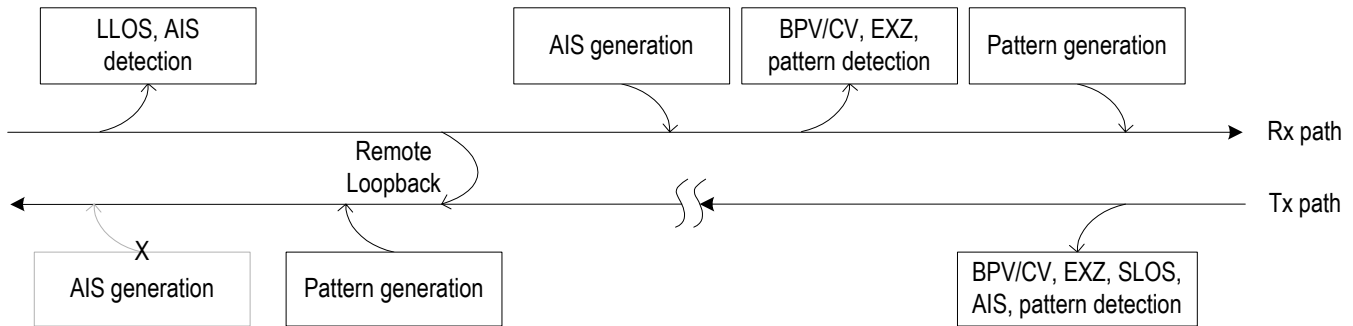 LLOS, AIS
detection
AIS generation
BPV/CV, EXZ,
pattern detection
Pattern generation
Rx path
Remote
Loopback
Tx path
X
AIS generation
Pattern generation
BPV/CV, EXZ, SLOS,
AIS, pattern detection